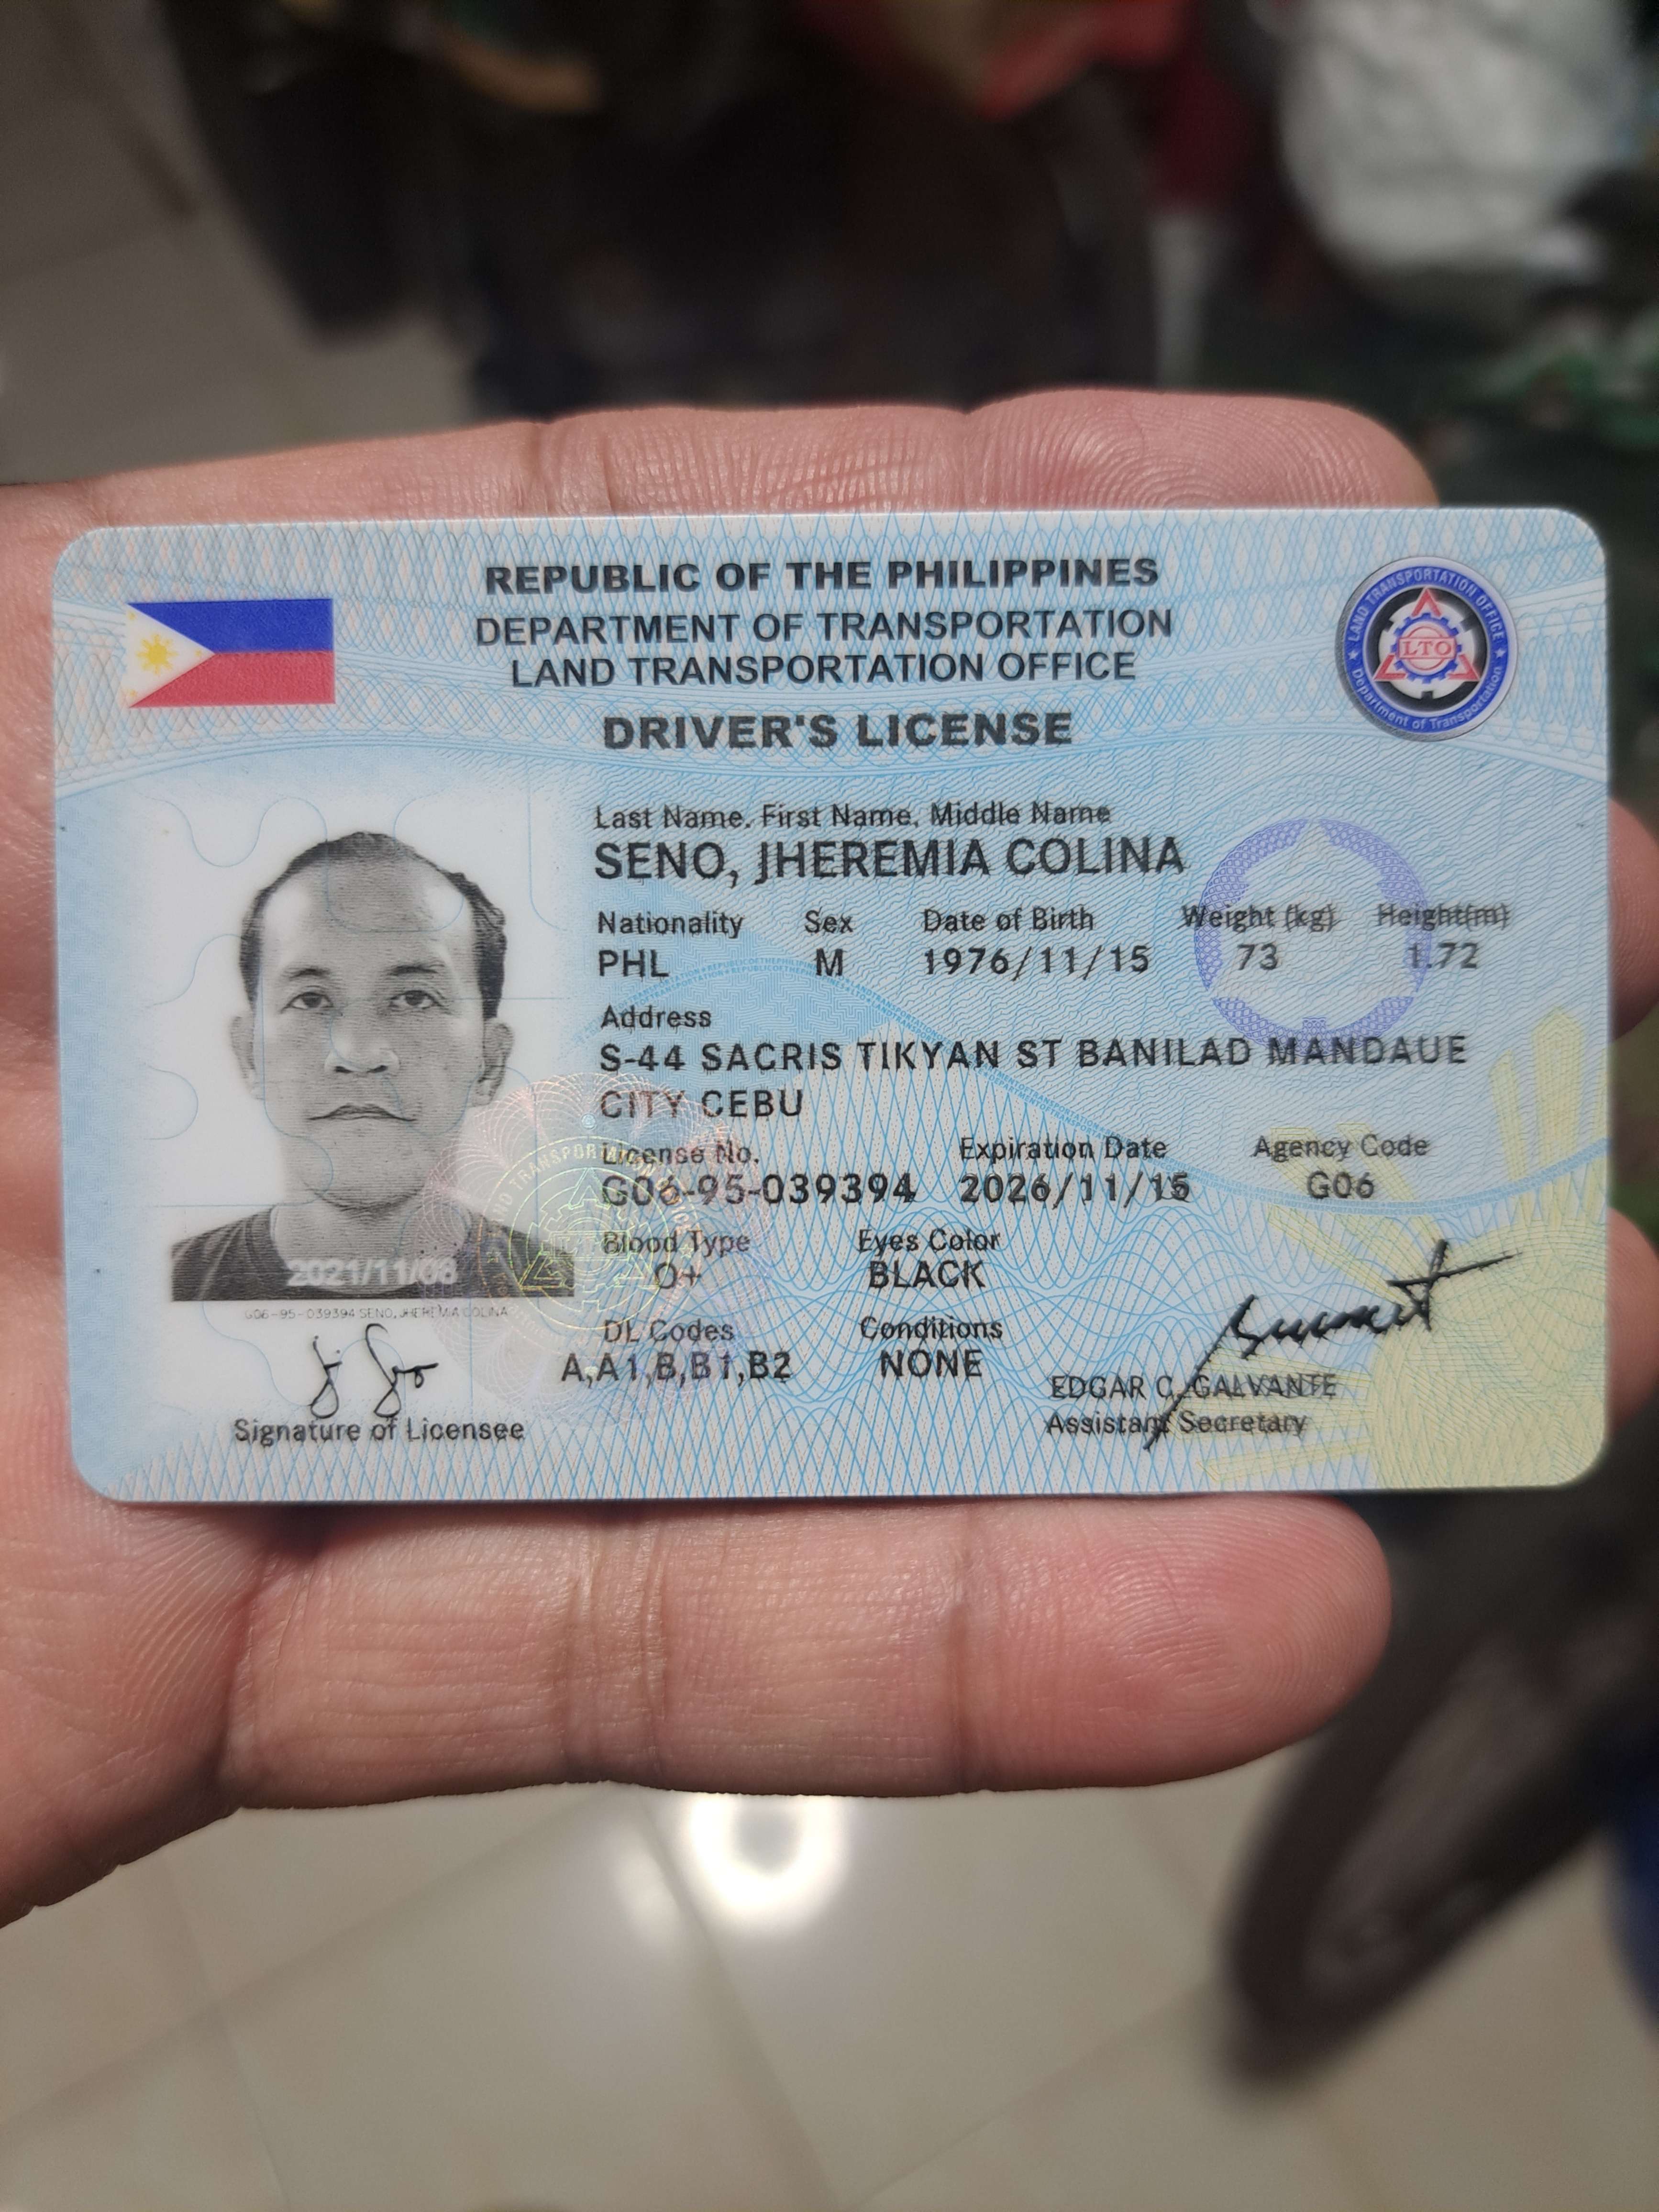 REPUBLIC OF THE PHILIPPINES
DEPARTMENT OF TRANSPORTATION
LAND TRANSPORTATION OFFICE
LAND TRANSPORTATION OFFICE
LTO
Department of Transportation
DRIVER'S LICENSE
Last Name, First Name, Middle Name
SENO, JHEREMIA COLINA
Nationality Sex Date of Birth Weight (kg) Height(m)
PHL M 1976/11/15 73 1.72
Address
S-44 SACRIS TIKYAN ST BANILAD MANDAUE
CITY CEBU
License No. Expiration Date Agency Code
G06-95-039394 2026/11/15 G06
Blood Type Eyes Color
O+ BLACK
DL Codes Conditions
A,A1,B,B1,B2 NONE
2021/11/08
G06-95-039394 SENO, JHEREMIA COLINA
Signature of Licensee
EDGAR C. GALVANTE
Assistant Secretary